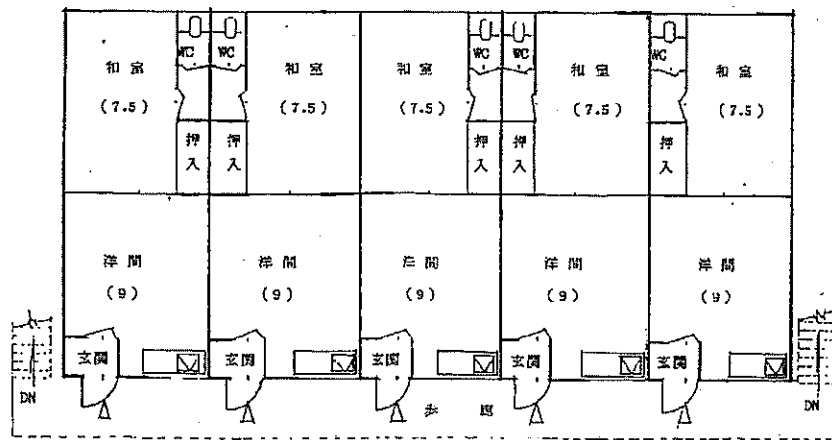 WC WC WC WC WC
和室 和室 和室 和室 和室
(7.5) (7.5) (7.5) (7.5) (7.5)
押入 押入 押入 押入 押入
洋間 洋間 洋間 洋間 洋間
(9) (9) (9) (9) (9)
玄関 玄関 玄関 玄関 玄関
DN 歩廊 DN